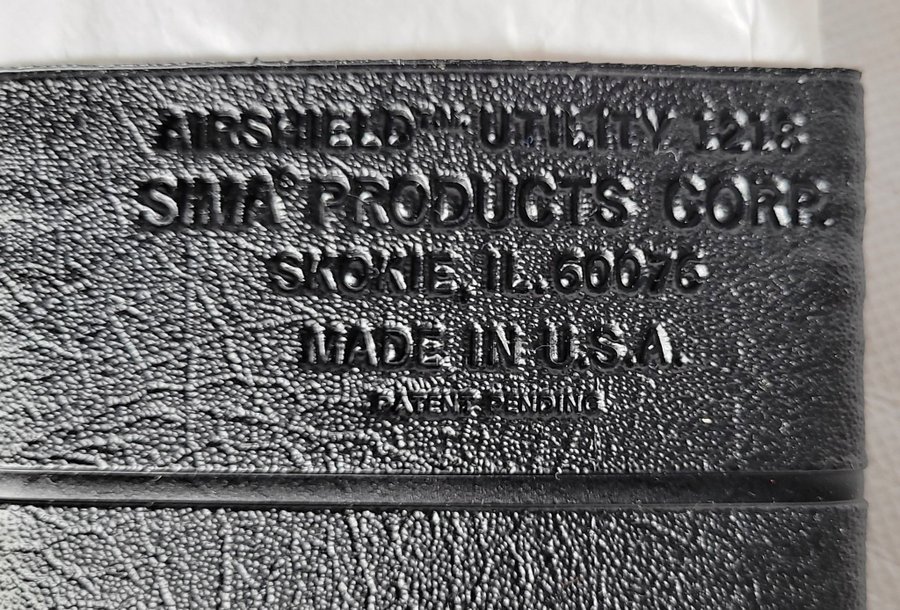 AIRSHIELD™ UTILITY 1218
SIMA® PRODUCTS CORP.
SKOKIE, IL. 60076
MADE IN U.S.A.
PATENT PENDING